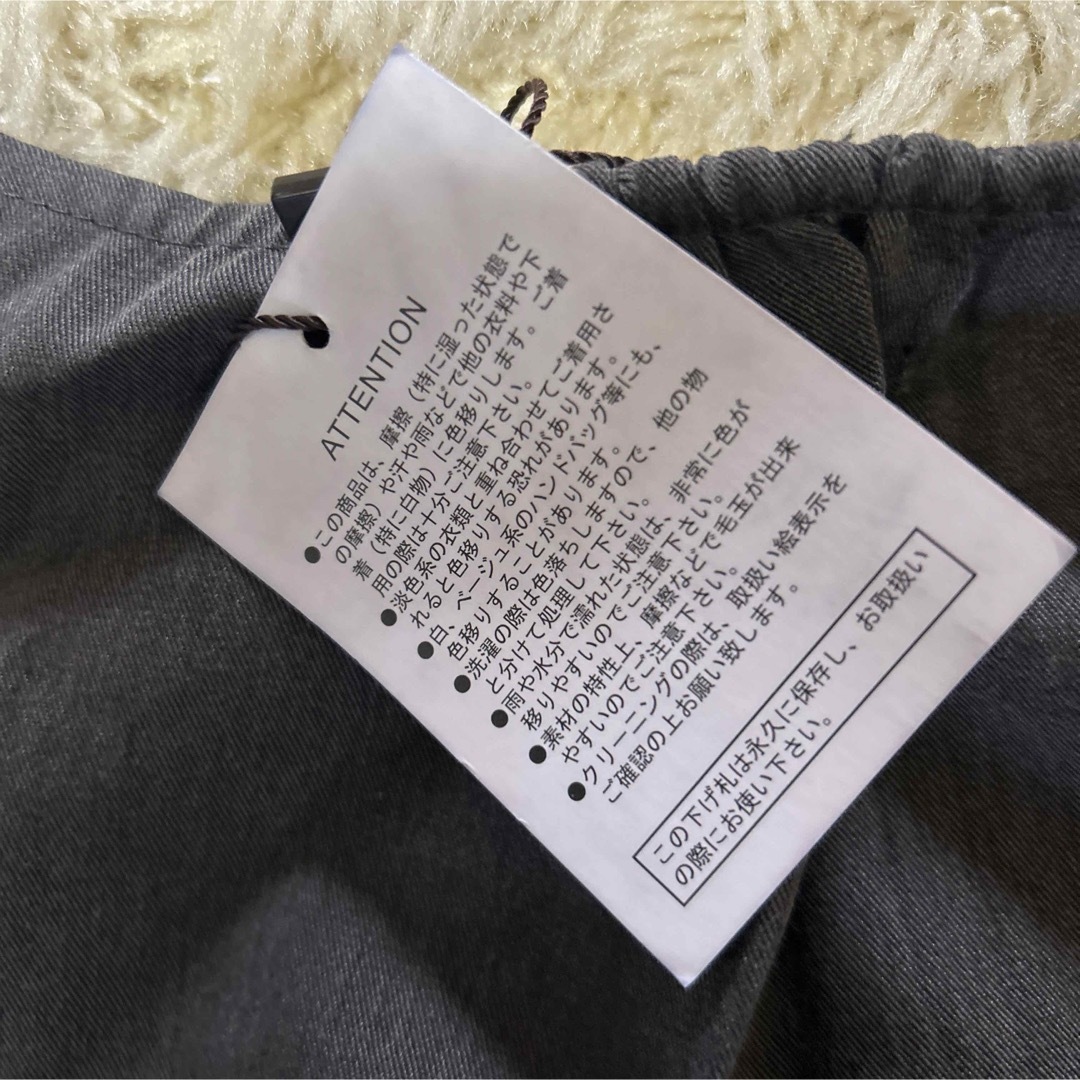 ATTENTION
●この商品は、摩擦（特に湿った状態で
の摩擦）や汗や雨などで他の衣料や下
着（特に白物）に色移りします。ご着
用の際は十分ご注意下さい。
●淡色系の衣類と重ね合わせてご着用さ
れると色移りする恐れがあります。
●白、ベージュ系のハンドバッグ等にも、
色移りすることがあります。
●洗濯の際は色落ちしますので、他の物
と分けて処理して下さい。
●雨や水分で濡れた状態は、非常に色が
移りやすいのでご注意下さい。
●素材の特性上、摩擦などで毛玉が出来
やすいのでご注意下さい。
●クリーニングの際は、取扱い絵表示を
ご確認の上お願い致します。
この下げ札は永久に保存し、お取扱い
の際にお使い下さい。